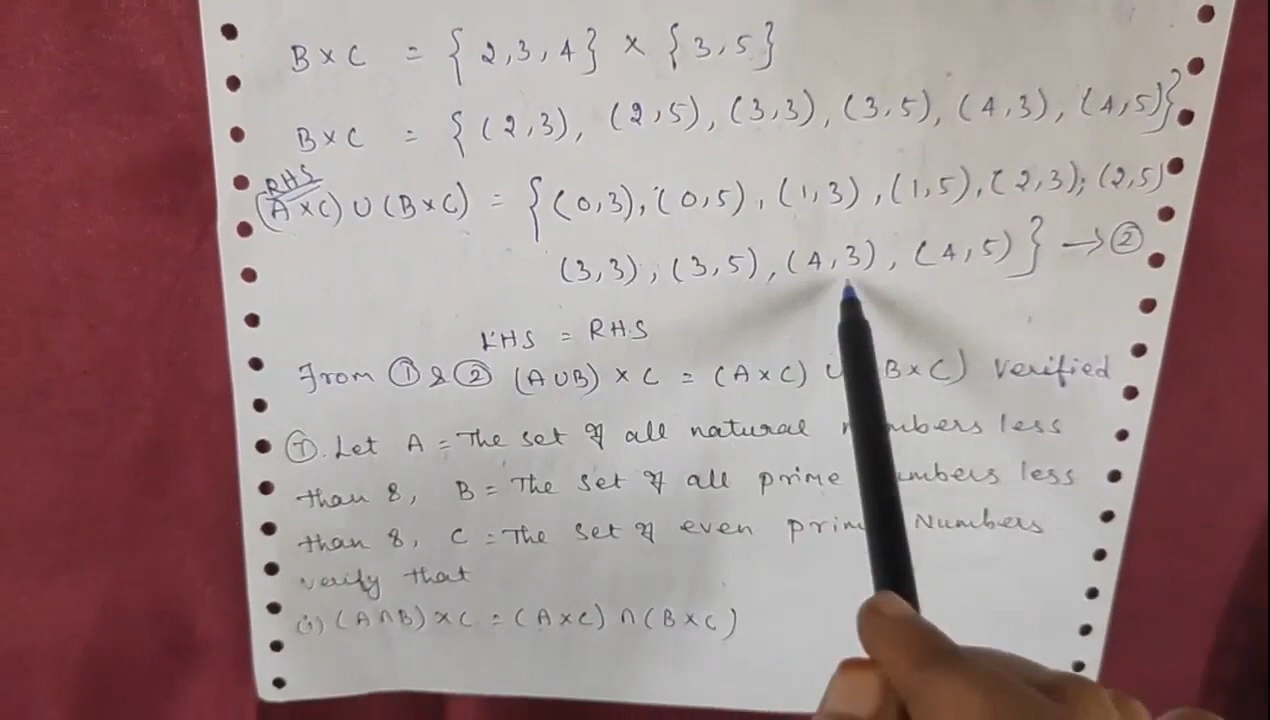 B × C = { 2, 3, 4 } × { 3, 5 }
B × C = { (2,3), (2,5), (3,3), (3,5), (4,3), (4,5) }
RHS
(A × C) ∪ (B × C) = { (0,3), (0,5), (1,3), (1,5), (2,3), (2,5)
(3,3), (3,5), (4,3), (4,5) } → ②
LHS = RHS
From ① & ② (A∪B) × C = (A × C) ∪ (B × C) verified
⑦. Let A = The set of all natural numbers less
than 8, B = The set of all prime numbers less
than 8, C = The set of even prime Numbers
verify that
(i) (A∩B) × C = (A × C) ∩ (B × C)